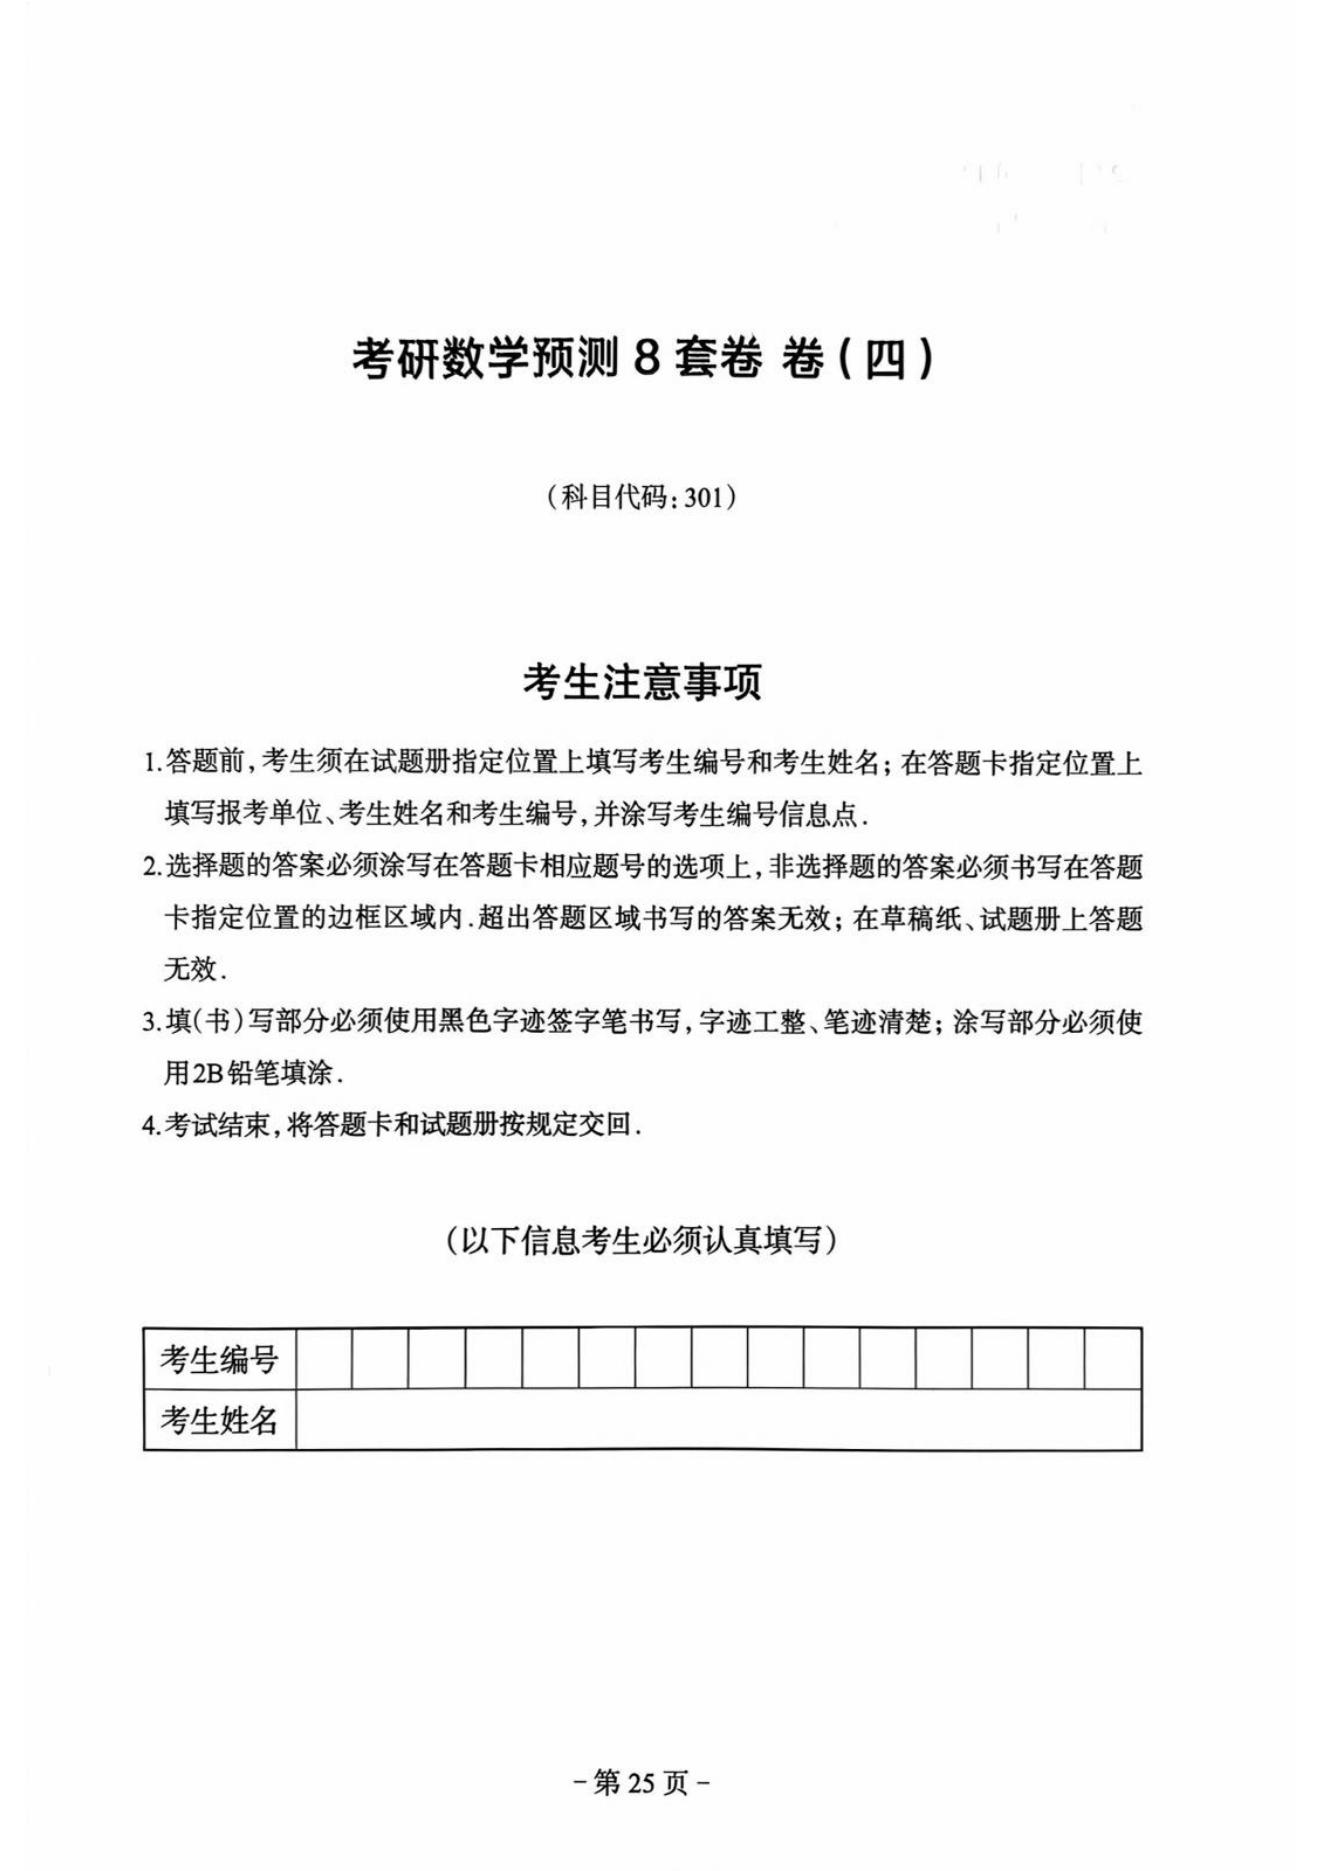 考研数学预测8套卷 卷(四)
(科目代码:301)
考生注意事项
1.答题前,考生须在试题册指定位置上填写考生编号和考生姓名;在答题卡指定位置上
填写报考单位、考生姓名和考生编号,并涂写考生编号信息点.
2.选择题的答案必须涂写在答题卡相应题号的选项上,非选择题的答案必须书写在答题
卡指定位置的边框区域内.超出答题区域书写的答案无效;在草稿纸、试题册上答题
无效.
3.填(书)写部分必须使用黑色字迹签字笔书写,字迹工整、笔迹清楚;涂写部分必须使
用2B铅笔填涂.
4.考试结束,将答题卡和试题册按规定交回.
(以下信息考生必须认真填写)
考生编号
考生姓名
-第25页-